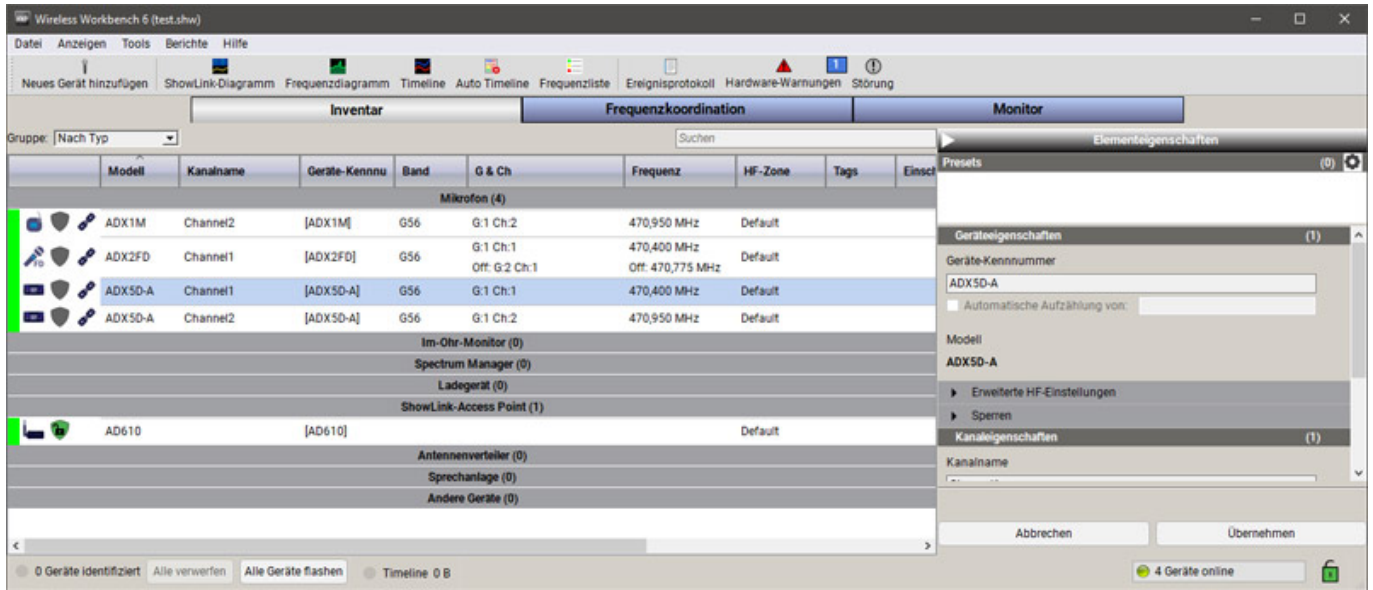 Wireless Workbench 6 (test.shw)
Datei Anzeigen Tools Berichte Hilfe
Neues Gerät hinzufügen ShowLink-Diagramm Frequenzdiagramm Timeline Auto Timeline Frequenzliste Ereignisprotokoll Hardware-Warnungen 1 Störung
Inventar Frequenzkoordination Monitor
Gruppe: Nach Typ Suchen Elementeigenschaften
Modell Kanalname Geräte-Kennnu Band G & Ch Frequenz HF-Zone Tags Einsch
Presets (0)
Mikrofon (4)
ADX1M Channel2 [ADX1M] G56 G:1 Ch:2 470,950 MHz Default
ADX2FD Channel1 [ADX2FD] G56 G:1 Ch:1 470,400 MHz Default
Off: G:2 Ch:1 Off: 470,775 MHz
ADX5D-A Channel1 [ADX5D-A] G56 G:1 Ch:1 470,400 MHz Default
ADX5D-A Channel2 [ADX5D-A] G56 G:1 Ch:2 470,950 MHz Default
Im-Ohr-Monitor (0)
Spectrum Manager (0)
Ladegerät (0)
ShowLink-Access Point (1)
AD610 [AD610] Default
Antennenverteiler (0)
Sprechanlage (0)
Andere Geräte (0)
Geräteeigenschaften (1)
Geräte-Kennnummer
ADX5D-A
Automatische Aufzählung von:
Modell
ADX5D-A
Erweiterte HF-Einstellungen
Sperren
Kanaleigenschaften (1)
Kanalname
Abbrechen Übernehmen
0 Geräte identifiziert Alle verwerfen Alle Geräte flashen Timeline 0 B 4 Geräte online